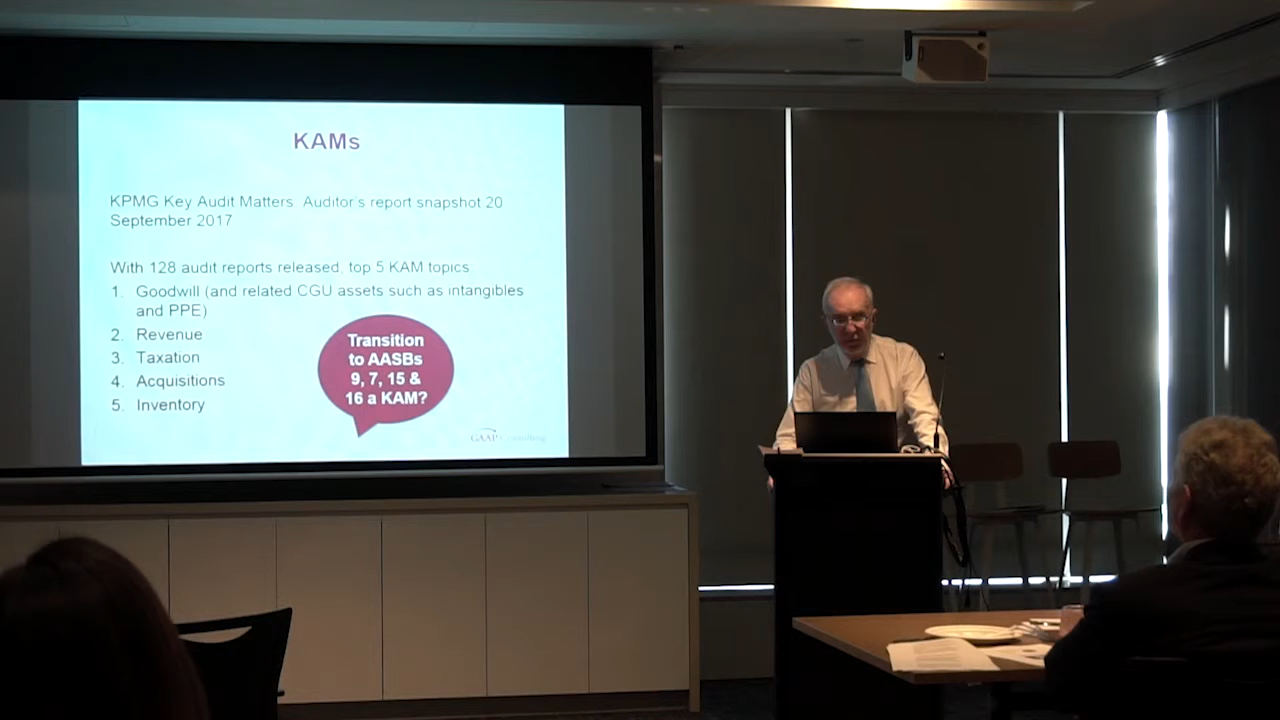 KAMs
KPMG Key Audit Matters Auditor's report snapshot 20
September 2017
With 128 audit reports released, top 5 KAM topics
1. Goodwill (and related CGU assets such as intangibles
and PPE)
2. Revenue
3. Taxation
4. Acquisitions
5. Inventory
Transition
to AASBs
9, 7, 15 &
16 a KAM?
GAAP Consulting